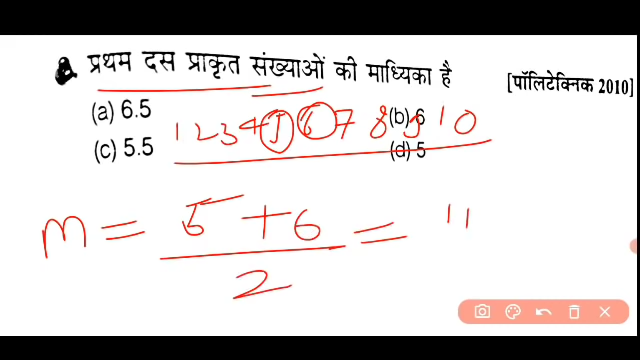 प्रथम दस प्राकृत संख्याओं की माध्यिका है
[पॉलिटेक्निक 2010]
(a) 6.5
(b) 6
1 2 3 4 5 6 7 8 9 10
(c) 5.5
(d) 5
m = 5 + 6 = 11
2